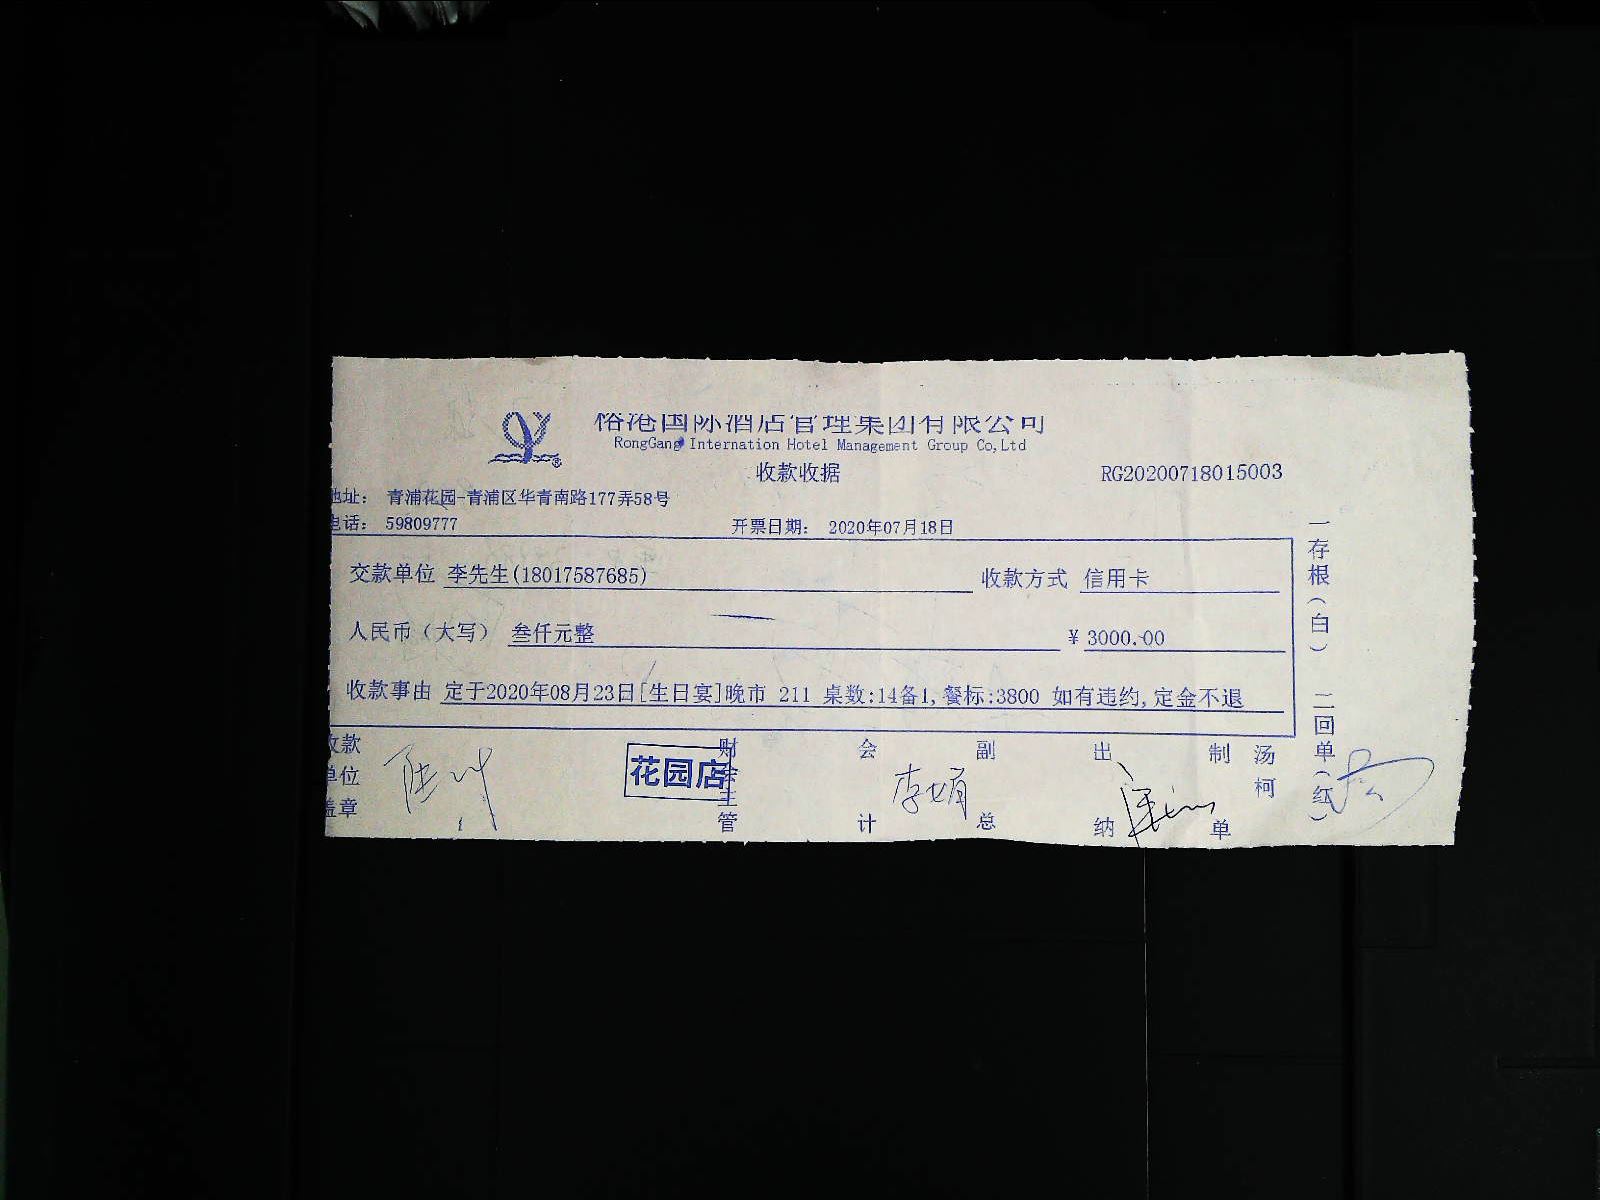 榕港国际酒店管理集团有限公司
RongGang Internation Hotel Management Group Co,Ltd
收款收据
RG20200718015003
地址： 青浦花园-青浦区华青南路177弄58号
电话： 59809777
开票日期： 2020年07月18日
交款单位 李先生(18017587685)
收款方式 信用卡
人民币（大写） 叁仟元整
¥ 3000.00
收款事由 定于2020年08月23日[生日宴]晚市 211 桌数:14备1,餐标:3800 如有违约,定金不退
收款单位盖章
花园店
财会主管
会计
副总
出纳
制单
汤柯
一存根（白） 二回单（红）